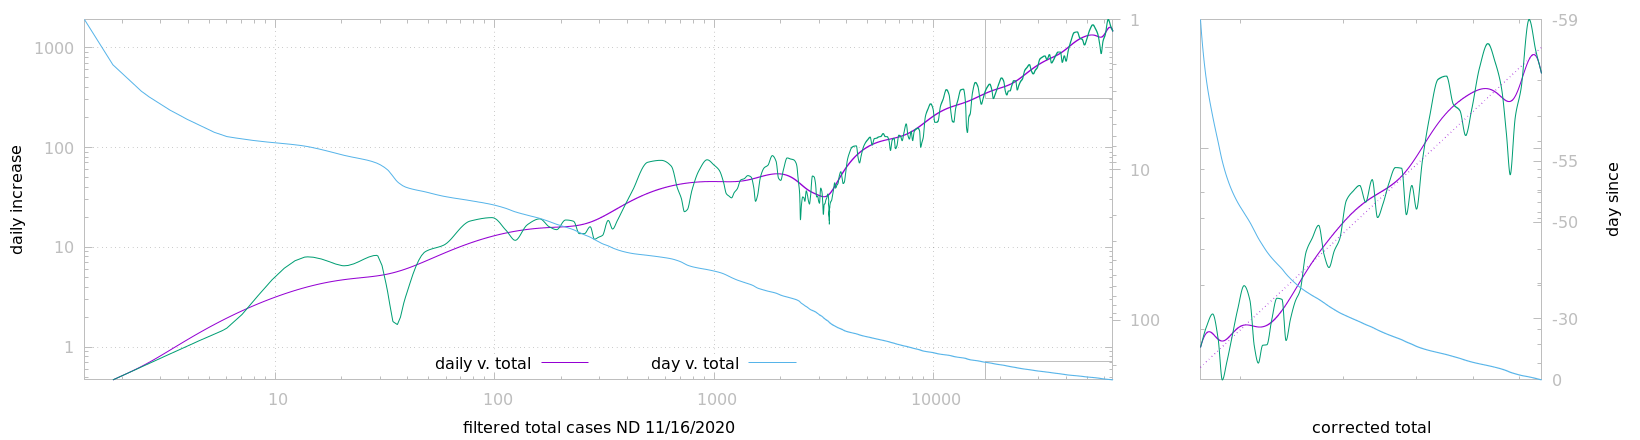 1000
100
10
1
daily increase
10
100
1000
10000
filtered total cases ND 11/16/2020
daily v. total
day v. total
1
10
100
-59
-55
-50
-30
0
day since
corrected total